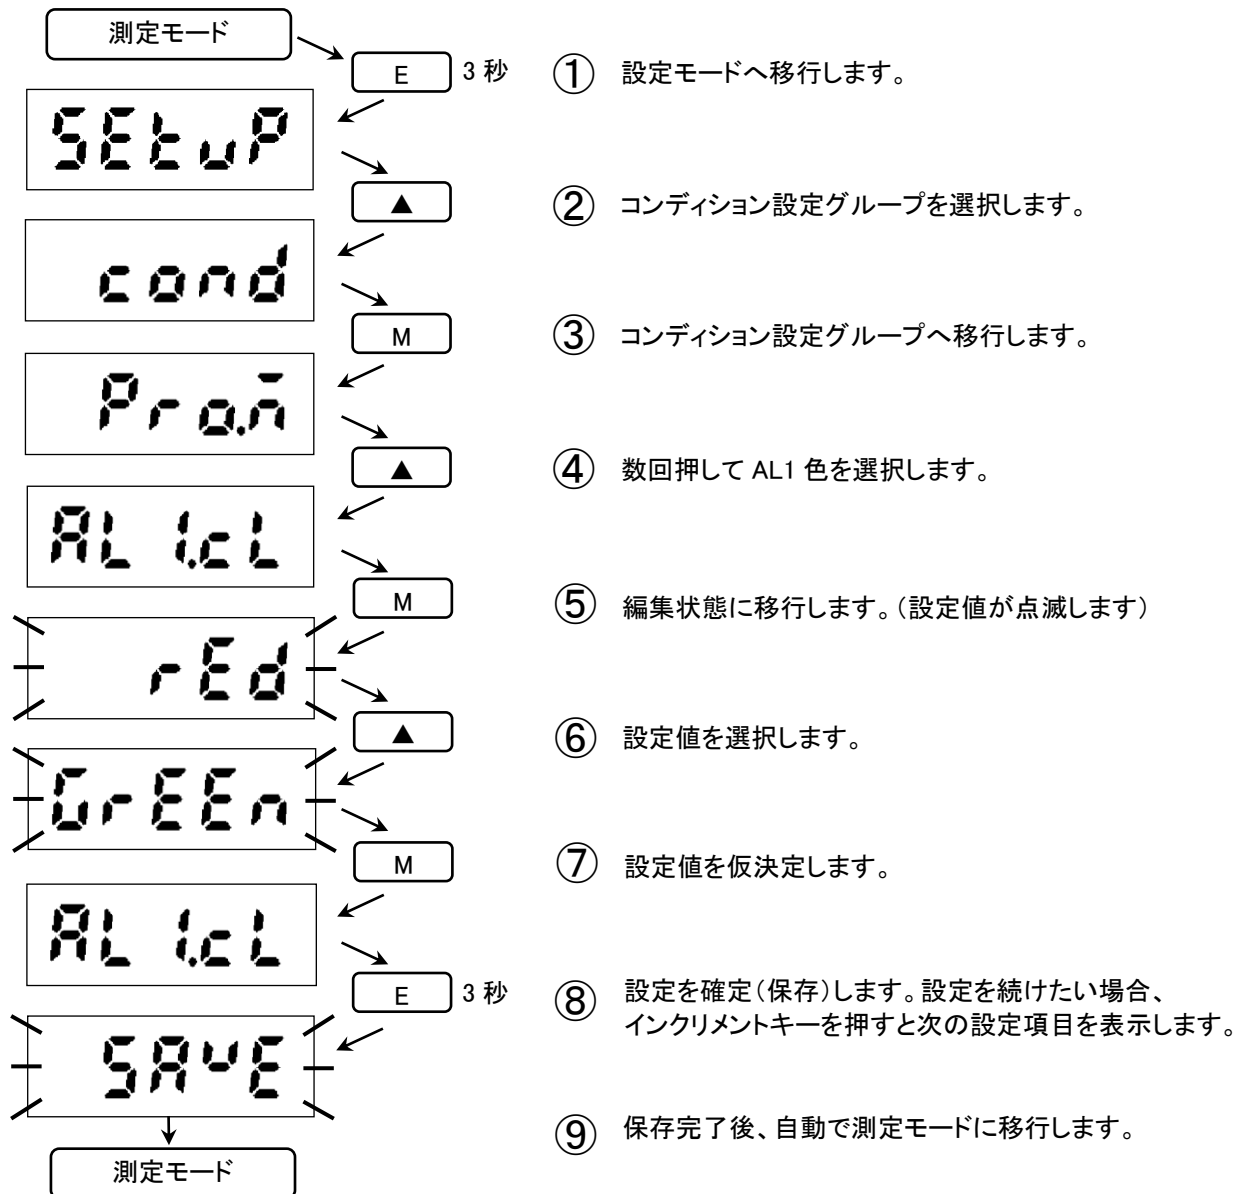 測定モード
E 3 秒 ① 設定モードへ移行します。
SEtuP
▲ ② コンディション設定グループを選択します。
cond
M ③ コンディション設定グループへ移行します。
Pro.m
▲ ④ 数回押して AL1 色を選択します。
AL1.cL
M ⑤ 編集状態に移行します。（設定値が点滅します）
rEd
▲ ⑥ 設定値を選択します。
GrEEn
M ⑦ 設定値を仮決定します。
AL1.cL
E 3 秒 ⑧ 設定を確定（保存）します。設定を続けたい場合、
インクリメントキーを押すと次の設定項目を表示します。
SAvE
⑨ 保存完了後、自動で測定モードに移行します。
測定モード